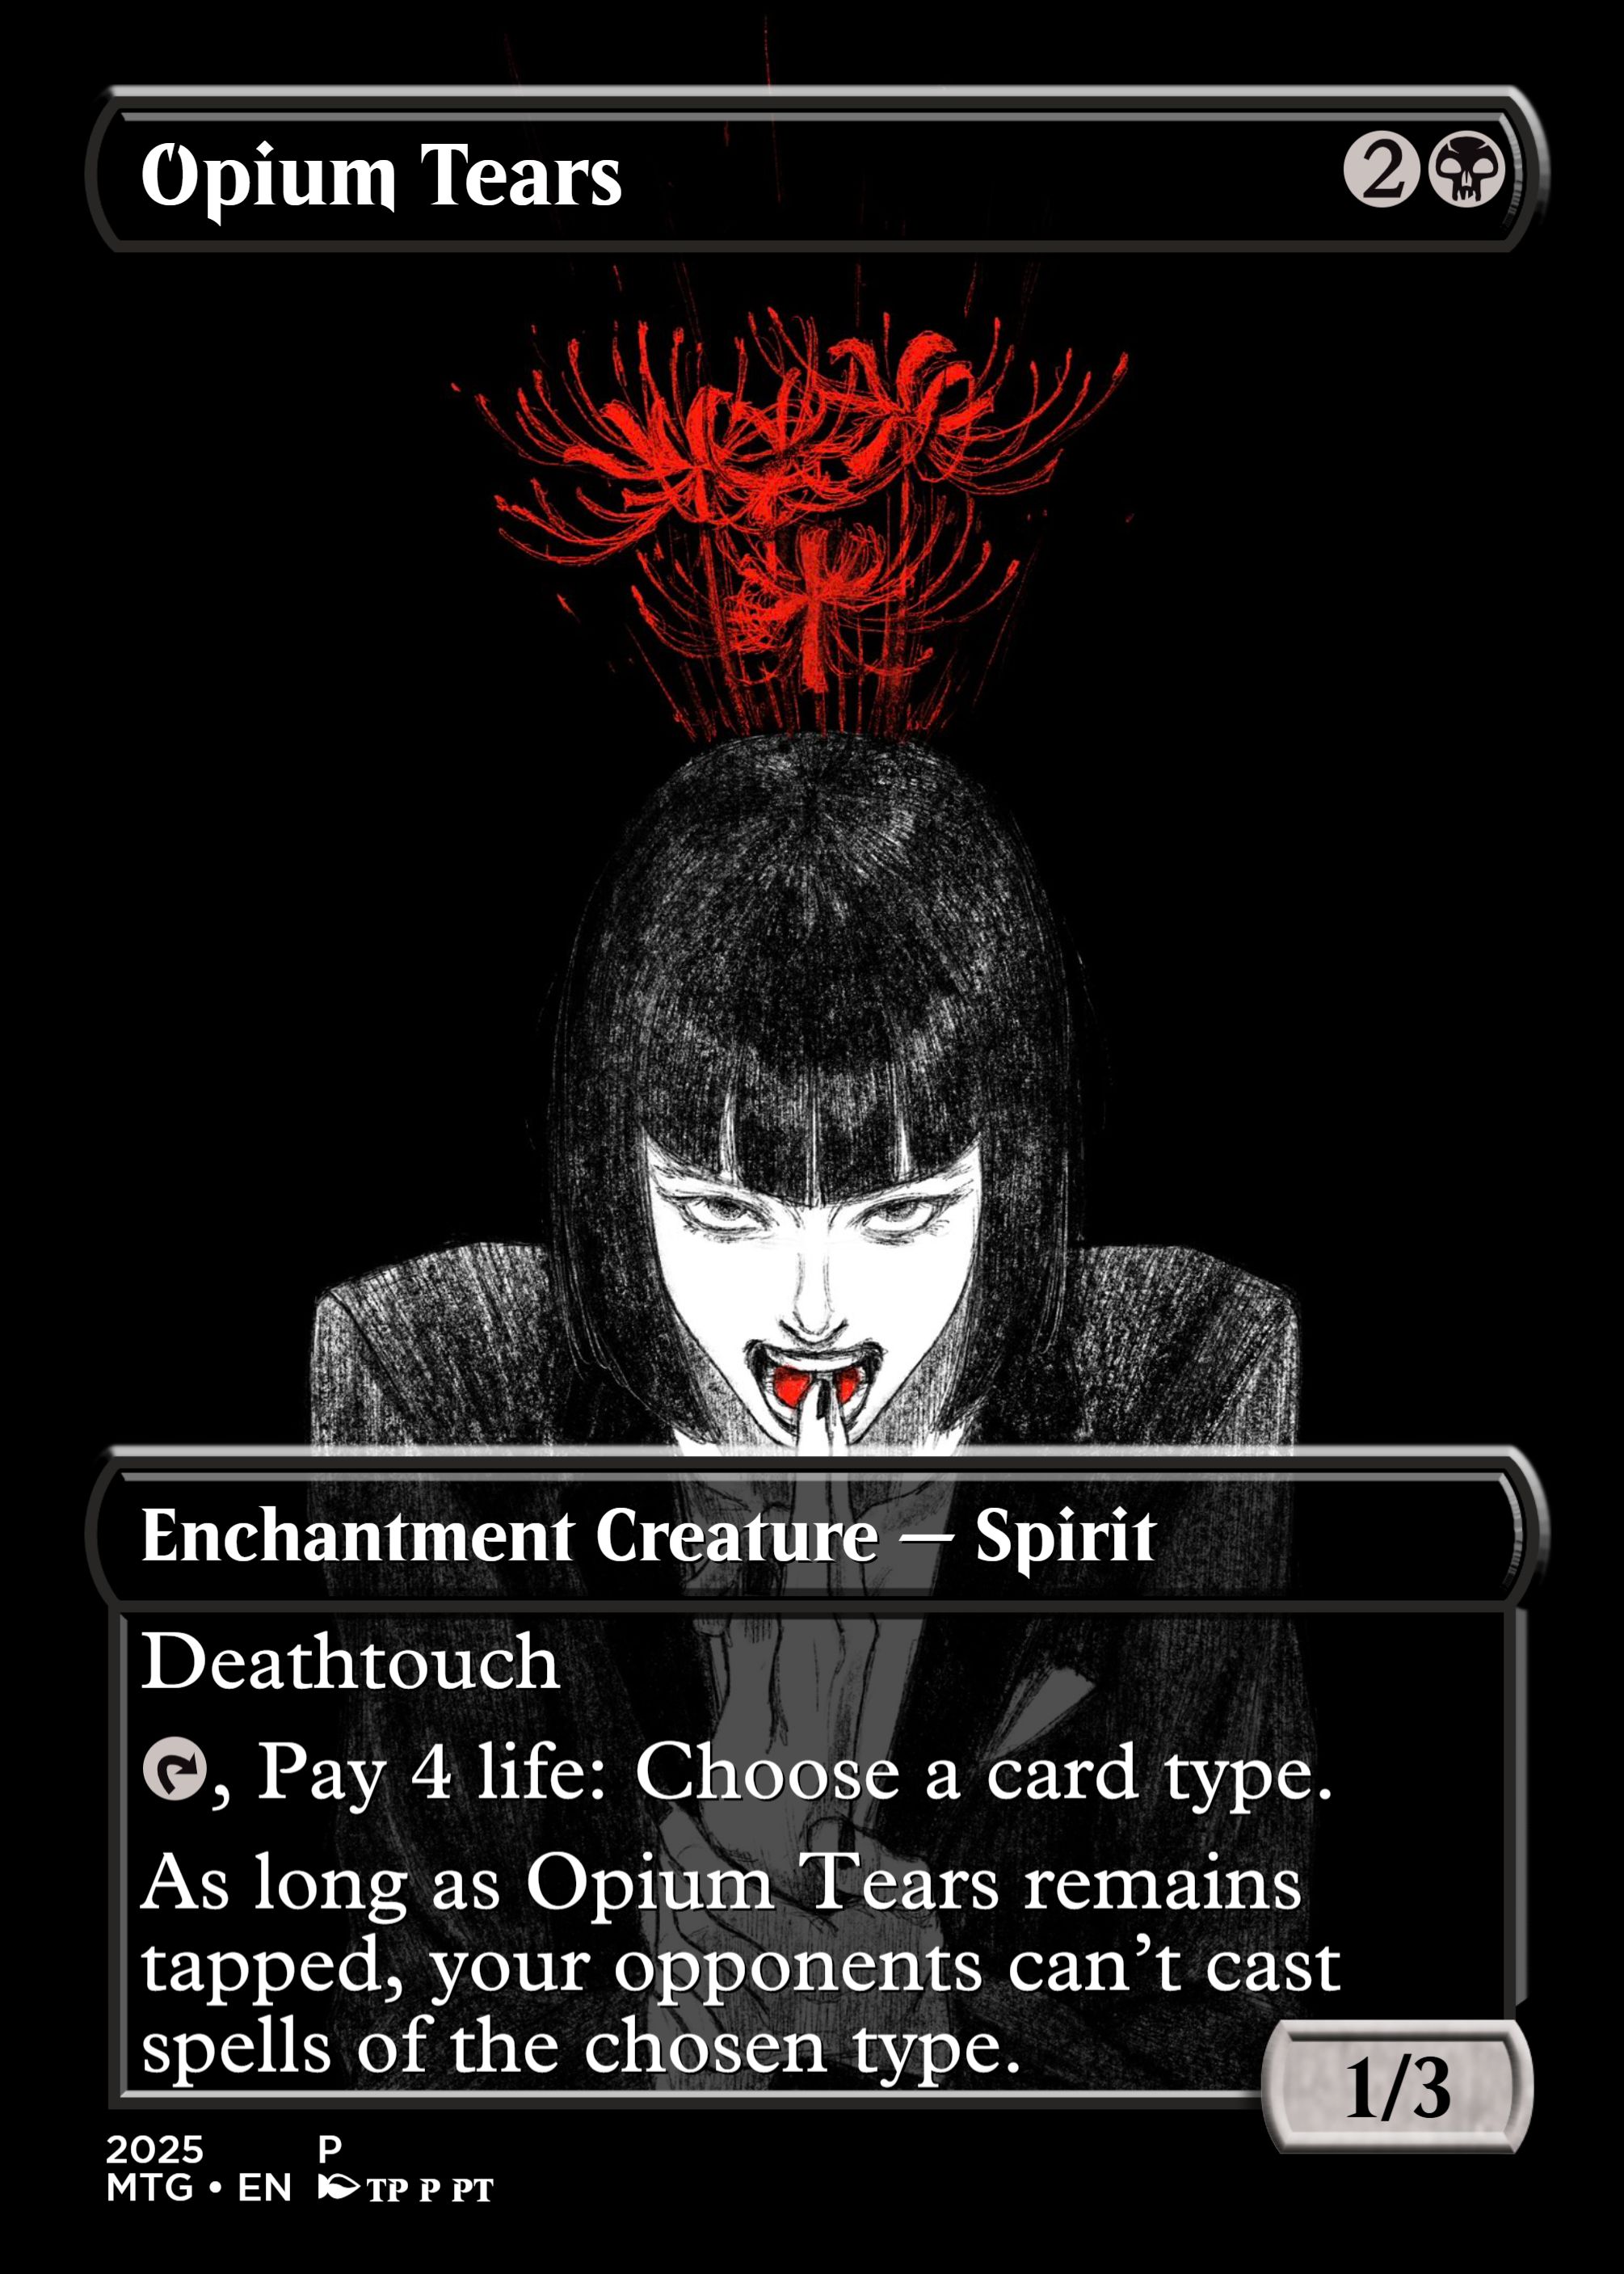 Opium Tears 2
Enchantment Creature — Spirit
Deathtouch
, Pay 4 life: Choose a card type.
As long as Opium Tears remains
tapped, your opponents can’t cast
spells of the chosen type.
1/3
2025 P
MTG • EN TP P PT